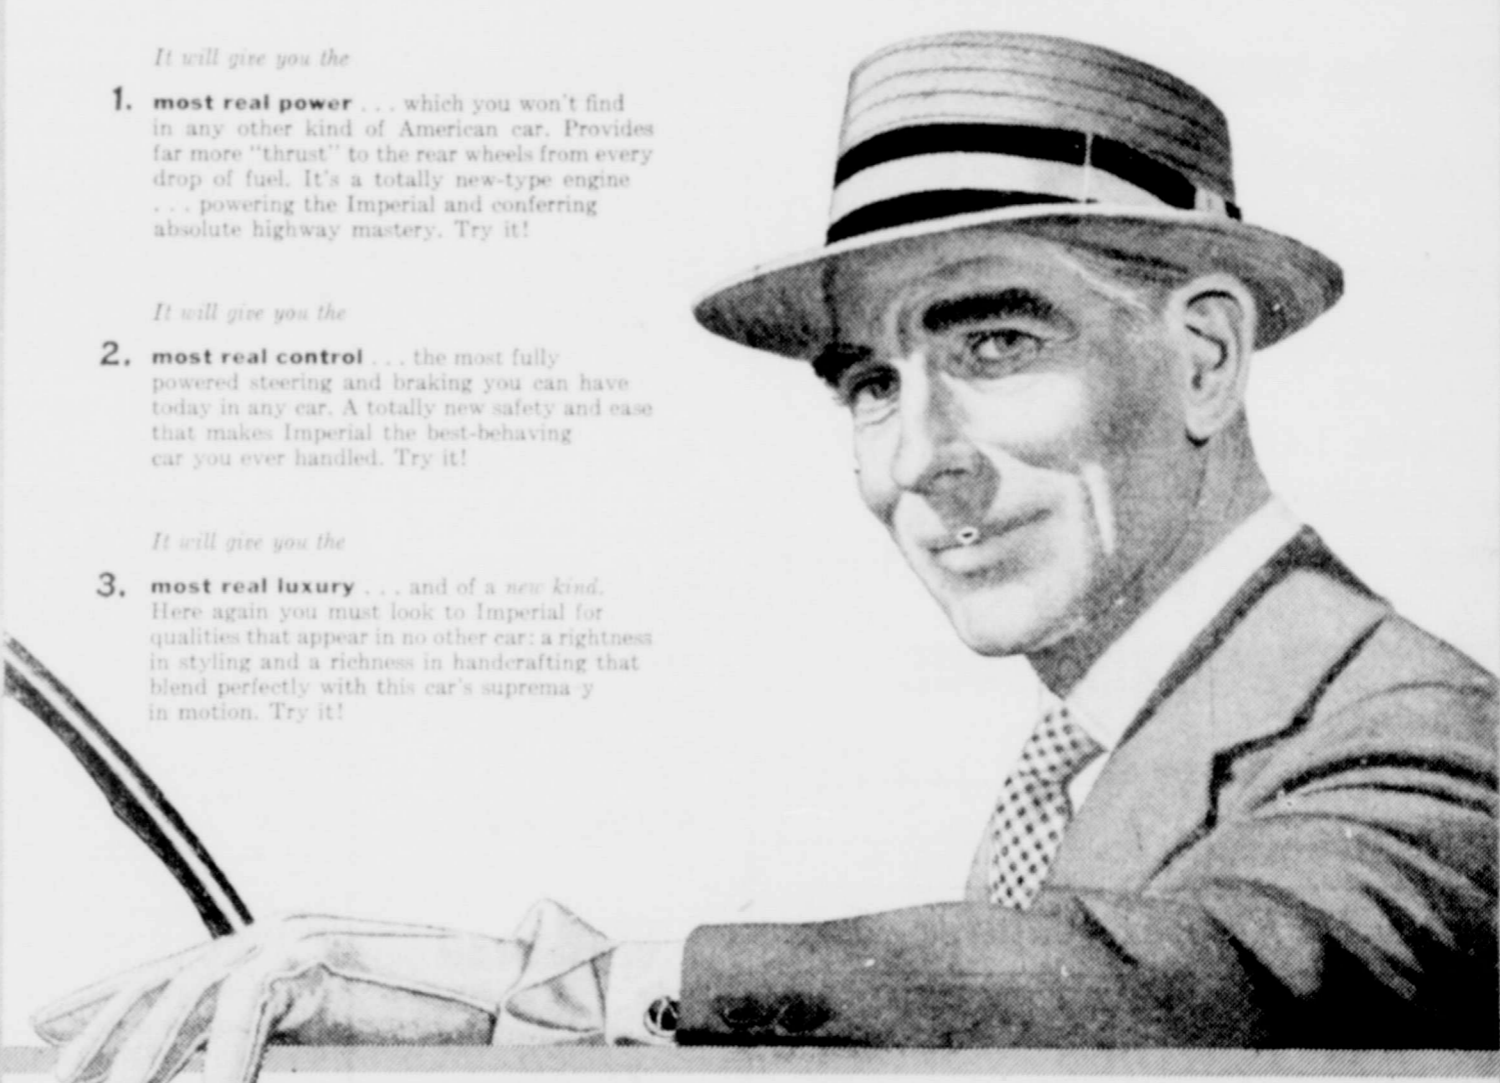 It will give you the
1. most real power . . . which you won't find
in any other kind of American car. Provides
far more "thrust" to the rear wheels from every
drop of fuel. It's a totally new-type engine
. . . powering the Imperial and conferring
absolute highway mastery. Try it!
It will give you the
2. most real control . . . the most fully
powered steering and braking you can have
today in any car. A totally new safety and ease
that makes Imperial the best-behaving
car you ever handled. Try it!
It will give you the
3. most real luxury . . . and of a new kind.
Here again you must look to Imperial for
qualities that appear in no other car: a rightness
in styling and a richness in handcrafting that
blend perfectly with this car's suprema y
in motion. Try it!